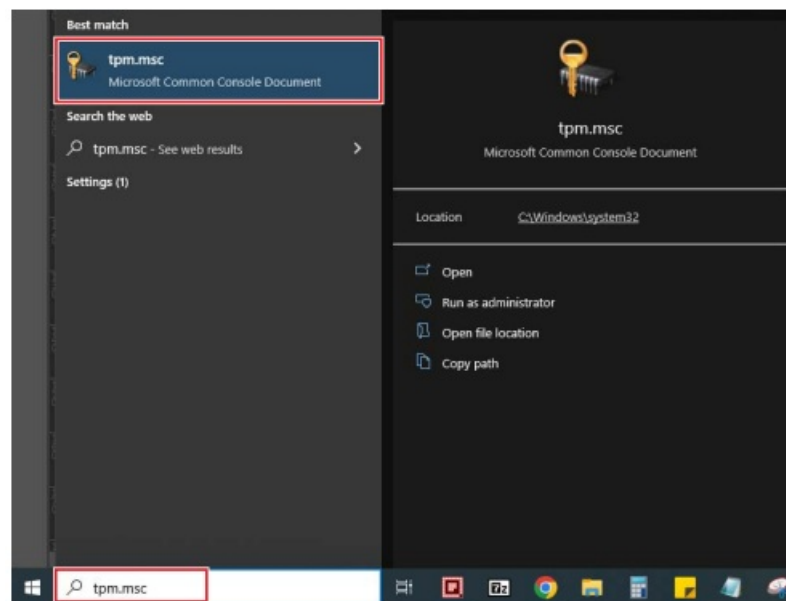 Best match
tpm.msc
Microsoft Common Console Document
Search the web
tpm.msc - See web results
Settings (1)
tpm.msc
Microsoft Common Console Document
Location C:\Windows\system32
Open
Run as administrator
Open file location
Copy path
tpm.msc
7z